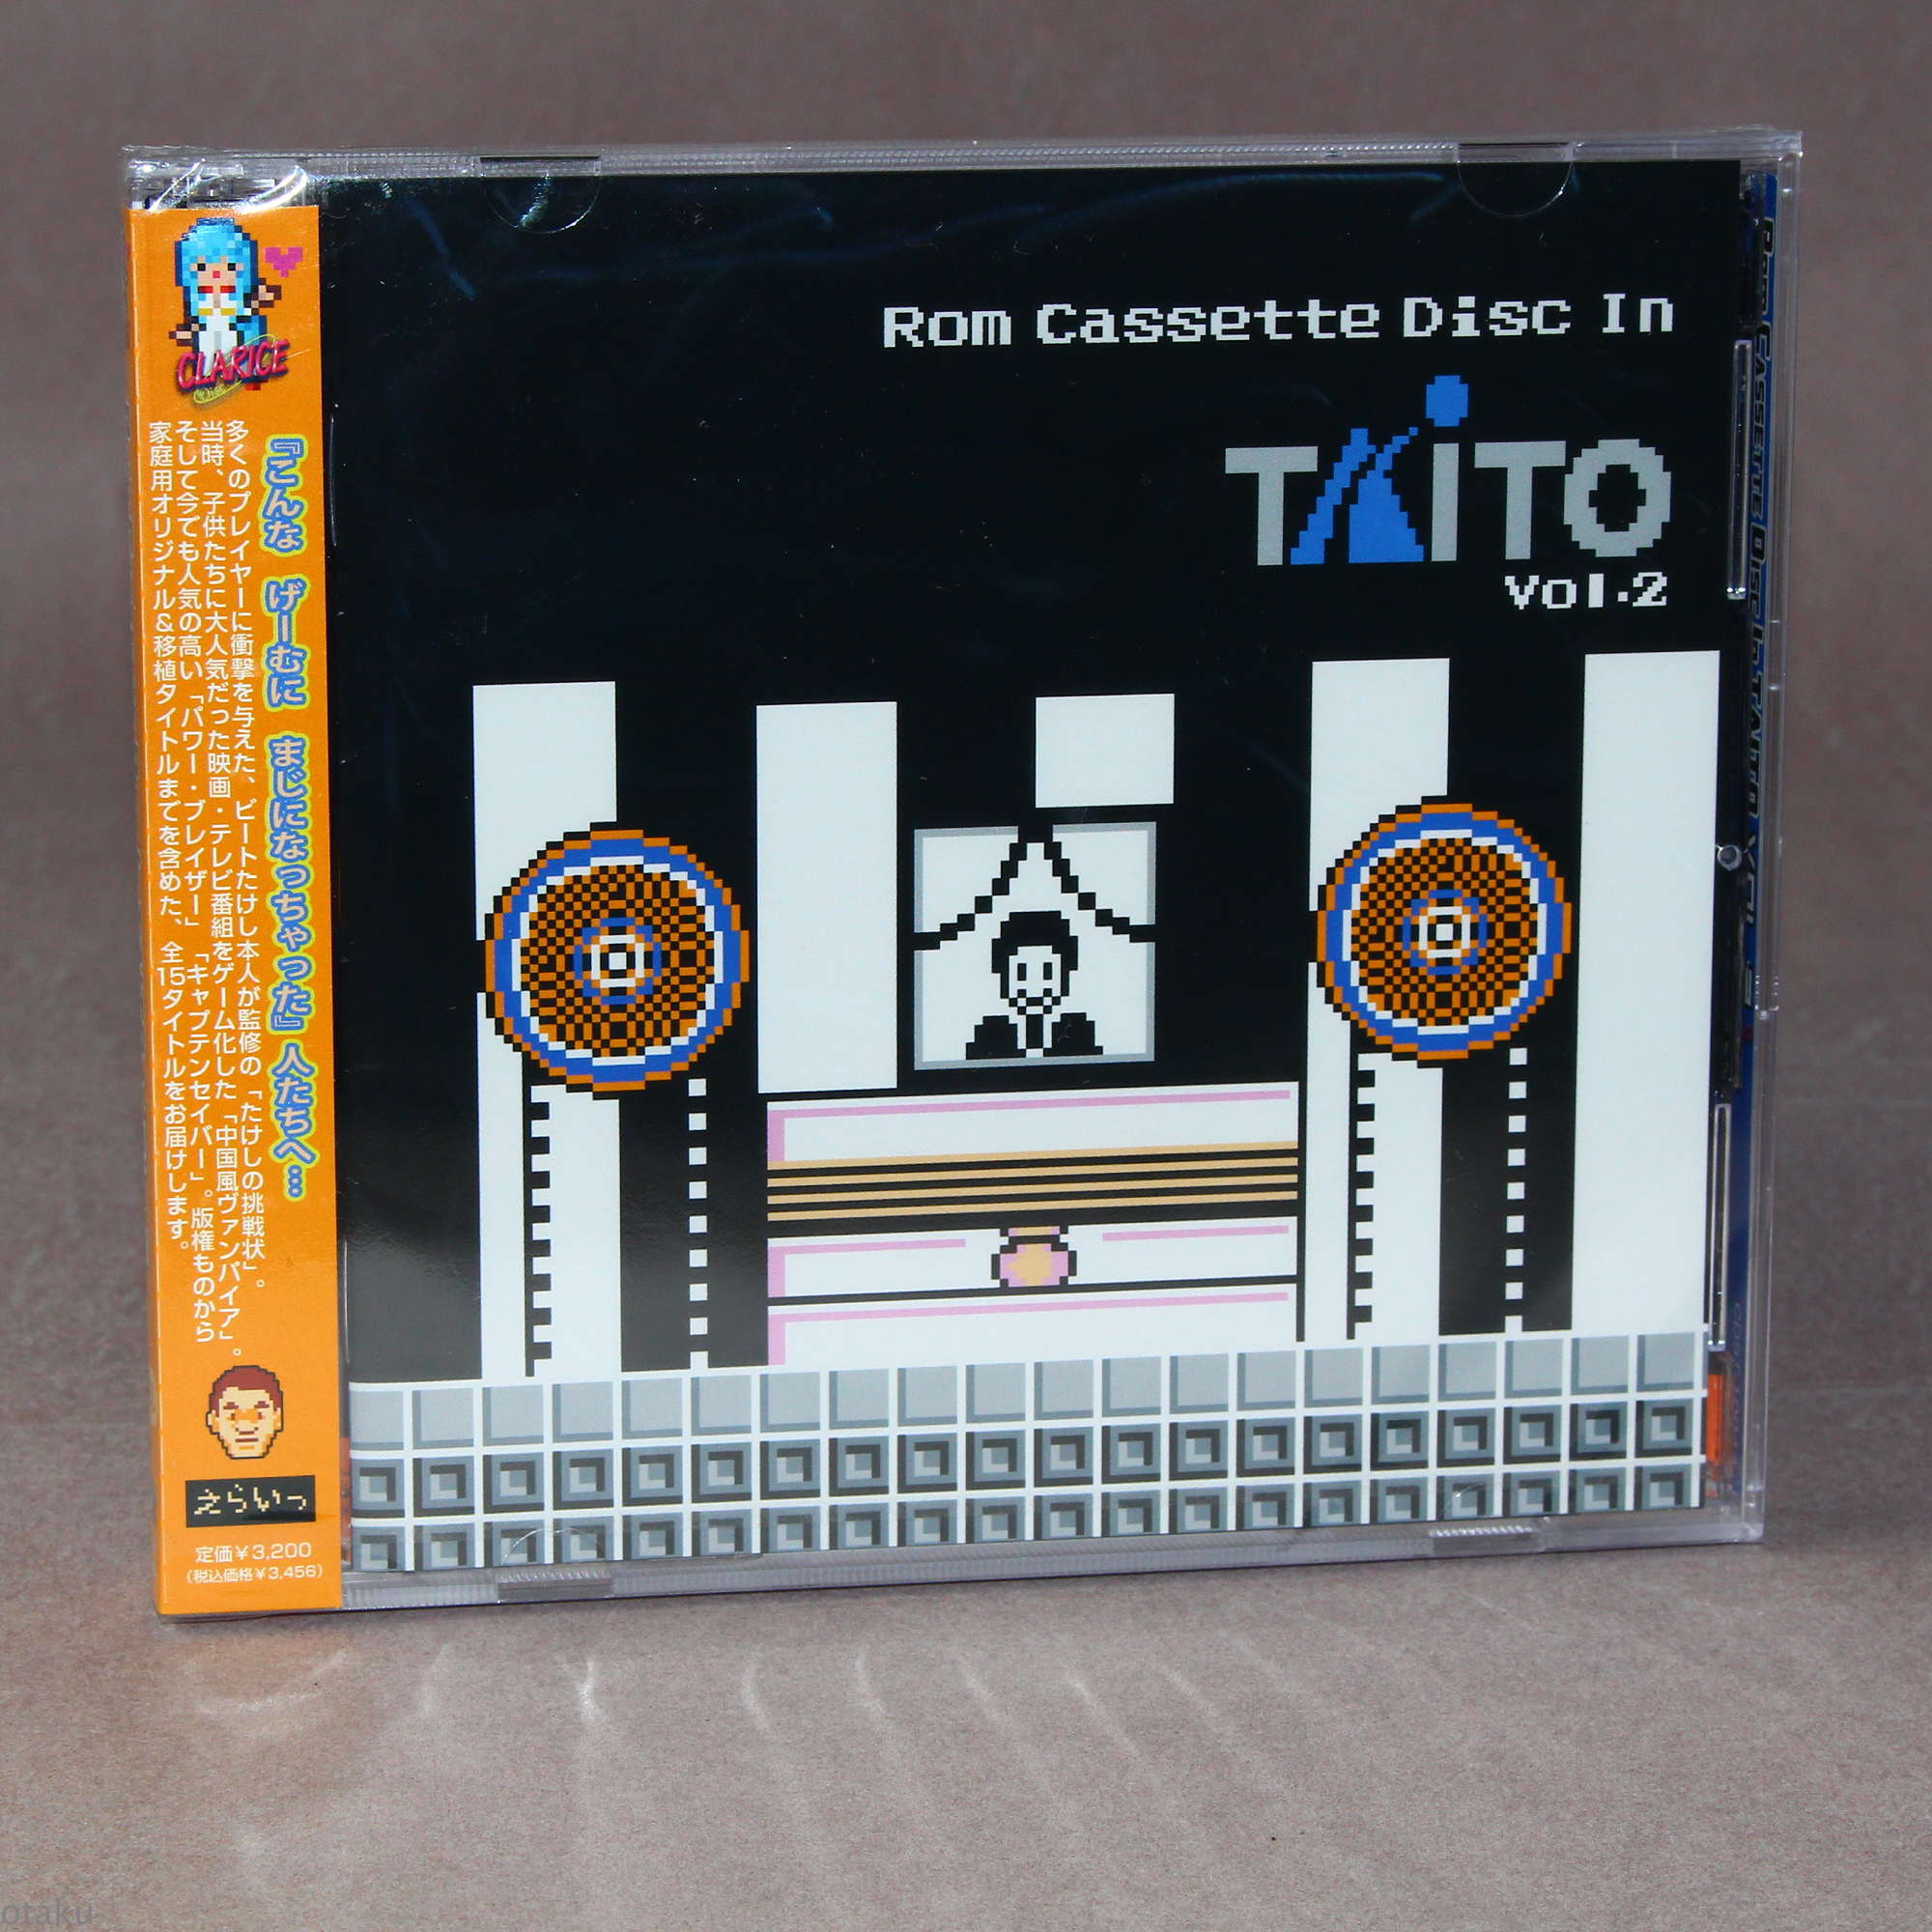 Rom Cassette Disc In
TAITO
vol.2
CLARICE
『こんな げーむに まじになっちゃった』人たちへ…
多くのプレイヤーに衝撃を与えた、ビートたけし本人が監修の「たけしの挑戦状」。
当時、子供たちに大人気だった映画・テレビ番組をゲーム化した「中国風ヴァンパイア」。
そして今でも人気の高い「パワー・ブレイザー」「キャプテンセイバー」。版権ものから
家庭用オリジナル&移植タイトルまでを含めた、全15タイトルをお届けします。
えらいっ
定価¥3,200
(税込価格¥3,456)
Rom Cassette Disc In TAITO Vol.2
otaku